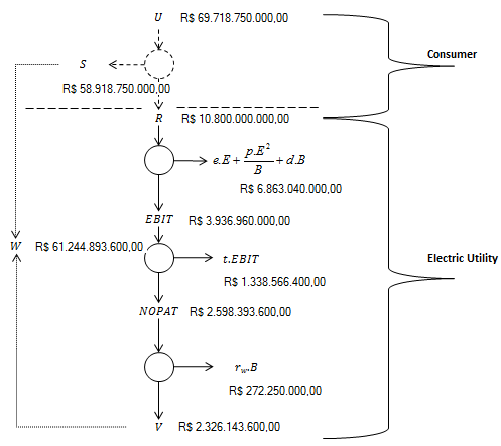 U R$ 69.718.750.000,00
Consumer
S
R$ 58.918.750.000,00
R R$ 10.800.000.000,00
e.E + p.E²/B + d.B
R$ 6.863.040.000,00
EBIT R$ 3.936.960.000,00
W R$ 61.244.893.600,00
t.EBIT
Electric Utility
R$ 1.338.566.400,00
NOPAT R$ 2.598.393.600,00
r_w.B
R$ 272.250.000,00
V R$ 2.326.143.600,00